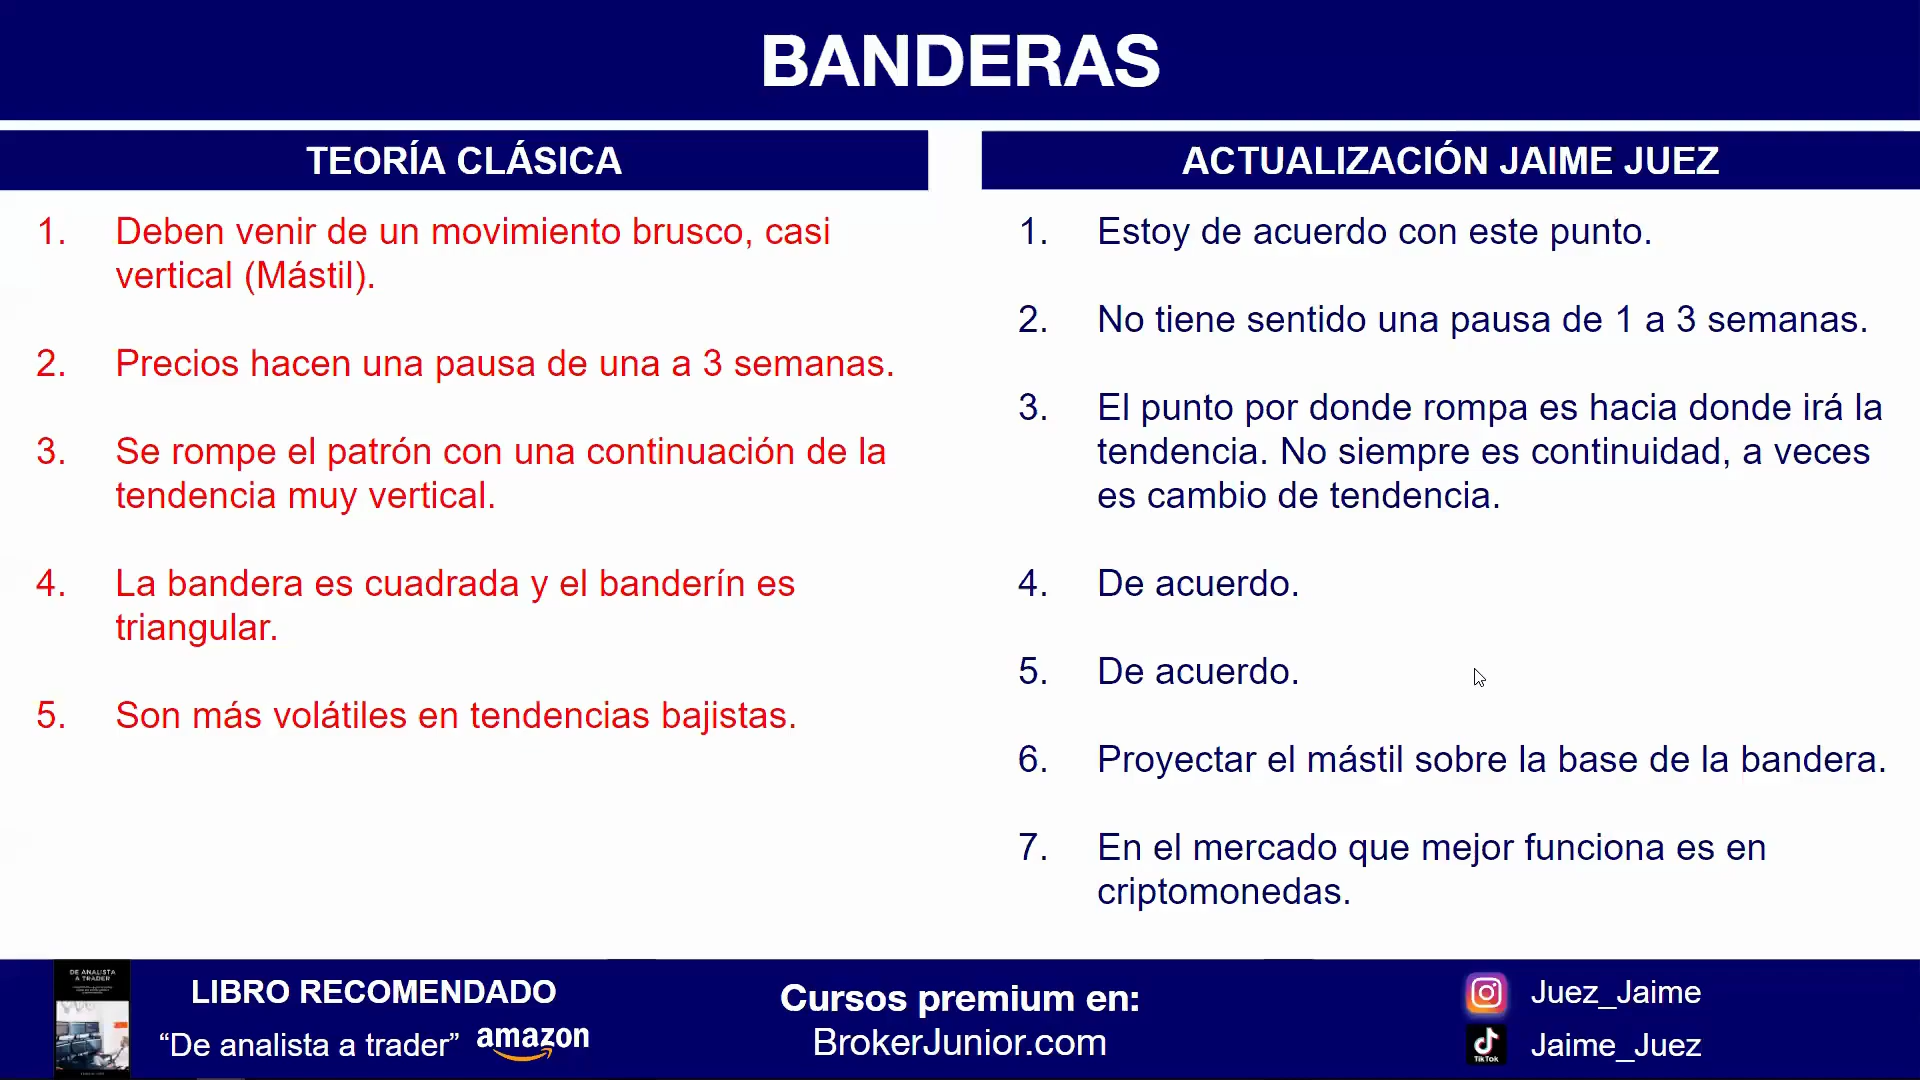 BANDERAS
TEORÍA CLÁSICA
1. Deben venir de un movimiento brusco, casi
vertical (Mástil).
2. Precios hacen una pausa de una a 3 semanas.
3. Se rompe el patrón con una continuación de la
tendencia muy vertical.
4. La bandera es cuadrada y el banderín es
triangular.
5. Son más volátiles en tendencias bajistas.
ACTUALIZACIÓN JAIME JUEZ
1. Estoy de acuerdo con este punto.
2. No tiene sentido una pausa de 1 a 3 semanas.
3. El punto por donde rompa es hacia donde irá la
tendencia. No siempre es continuidad, a veces
es cambio de tendencia.
4. De acuerdo.
5. De acuerdo.
6. Proyectar el mástil sobre la base de la bandera.
7. En el mercado que mejor funciona es en
criptomonedas.
DE ANALISTA
A TRADER
LIBRO RECOMENDADO
“De analista a trader” amazon
Cursos premium en:
BrokerJunior.com
Juez_Jaime
TikTok
Jaime_Juez